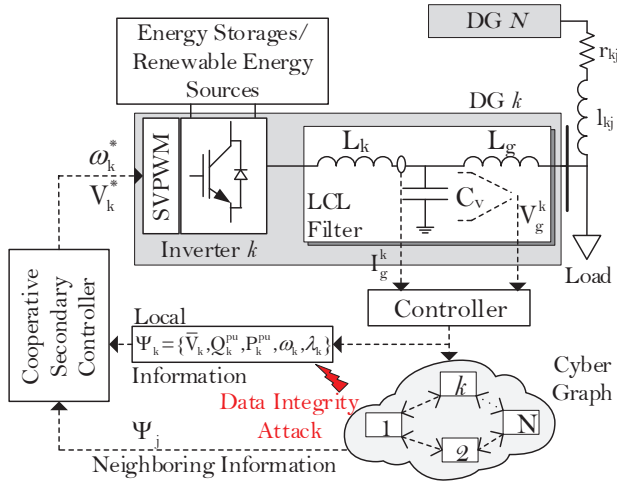 Energy Storages/
Renewable Energy
Sources
DG N
r_kj
l_kj
DG k
SVPWM
Inverter k
L_k
L_g
C_v
LCL
Filter
V_g^k
I_g^k
Load
ω_k^*
V_k^*
Cooperative
Secondary
Controller
Controller
Local
Ψ_k={V̅_k,Q_k^pu,P_k^pu,ω_k,λ_k}
Information
Data Integrity
Attack
Cyber
Graph
k
1
N
2
Ψ_j
Neighboring Information